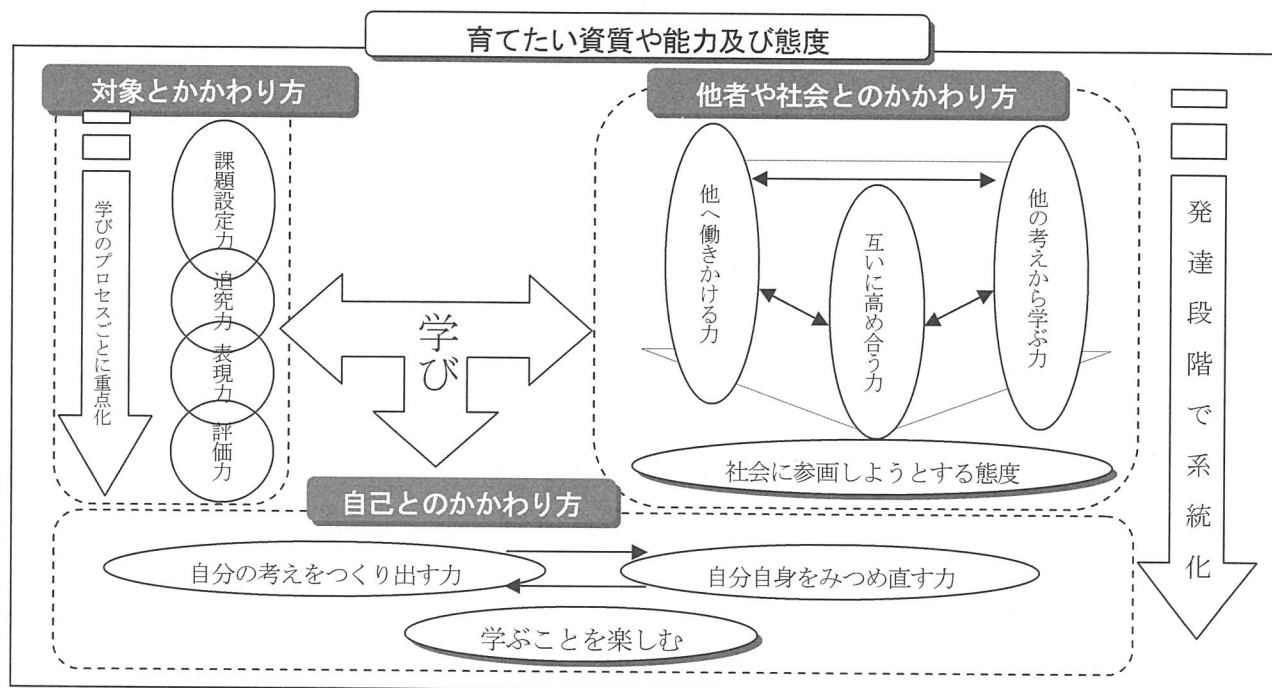 育てたい資質や能力及び態度
対象とかかわり方
学びのプロセスごとに重点化
課題設定力
追究力
表現力
評価力
学び
他者や社会とのかかわり方
他へ働きかける力
互いに高め合う力
他の考えから学ぶ力
社会に参画しようとする態度
発達段階で系統化
自己とのかかわり方
自分の考えをつくり出す力
自分自身をみつめ直す力
学ぶことを楽しむ